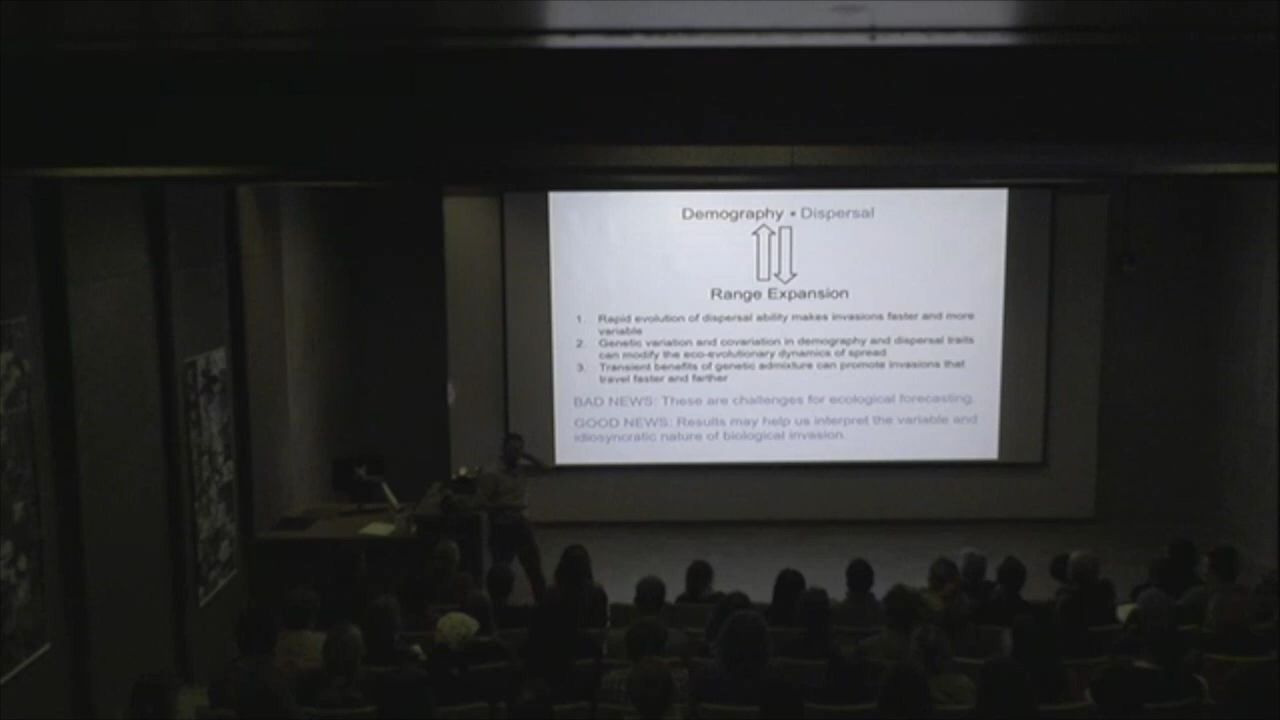 Demography • Dispersal
Range Expansion
1. Rapid evolution of dispersal ability makes invasions faster and more
variable
2. Genetic variation and covariation in demography and dispersal traits
can modify the eco-evolutionary dynamics of spread
3. Transient benefits of genetic admixture can promote invasions that
travel faster and farther
BAD NEWS: These are challenges for ecological forecasting.
GOOD NEWS: Results may help us interpret the variable and
idiosyncratic nature of biological invasion.